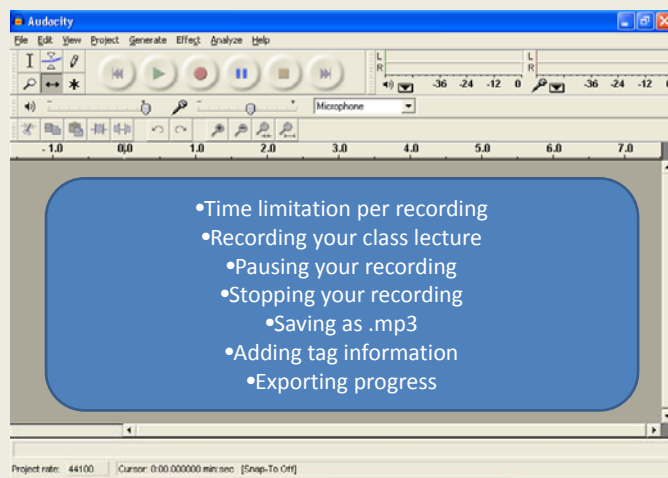 Audacity
File Edit View Project Generate Effect Analyze Help
L
R
-36 -24 -12 0
L
R
-36 -24 -12 0
Microphone
- 1.0 0,0 1.0 2.0 3.0 4.0 5.0 6.0 7.0
•Time limitation per recording
•Recording your class lecture
•Pausing your recording
•Stopping your recording
•Saving as .mp3
•Adding tag information
•Exporting progress
Project rate: 44100 Cursor: 0:00.000000 min:sec [Snap-To Off]